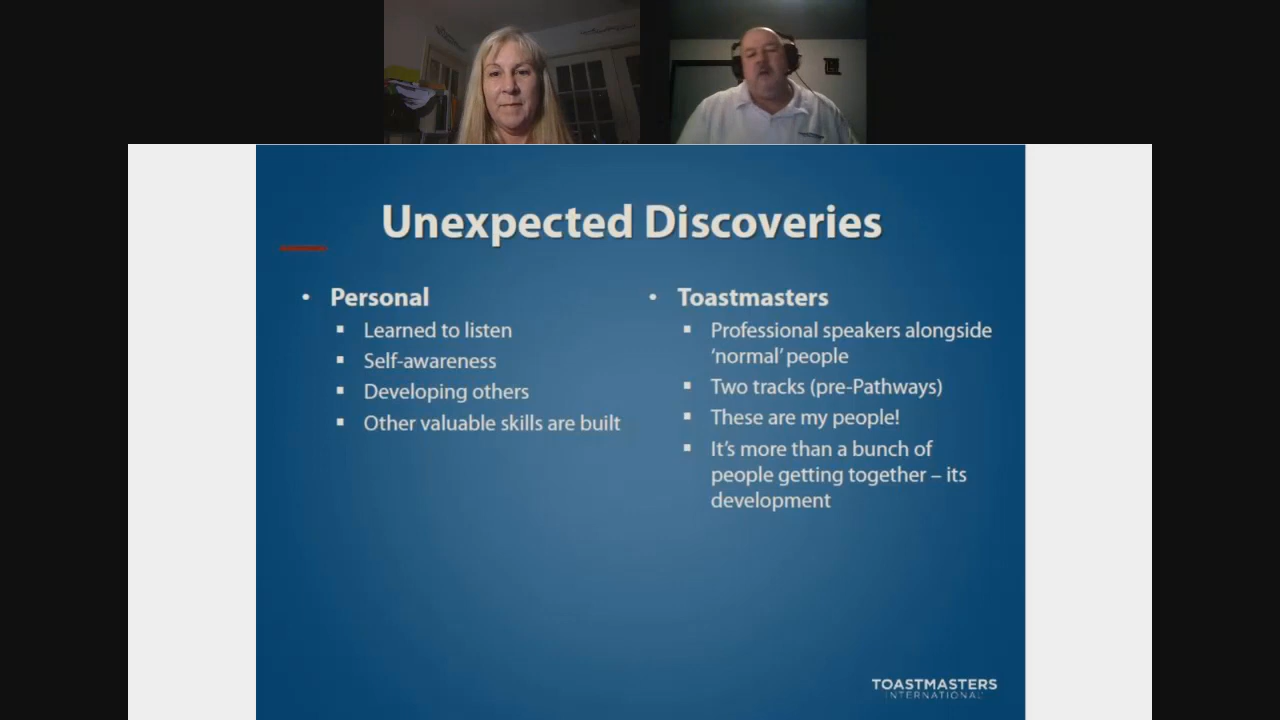 Unexpected Discoveries
• Personal
▪ Learned to listen
▪ Self-awareness
▪ Developing others
▪ Other valuable skills are built
• Toastmasters
▪ Professional speakers alongside
‘normal’ people
▪ Two tracks (pre-Pathways)
▪ These are my people!
▪ It’s more than a bunch of
people getting together – its
development
TOASTMASTERS
INTERNATIONAL